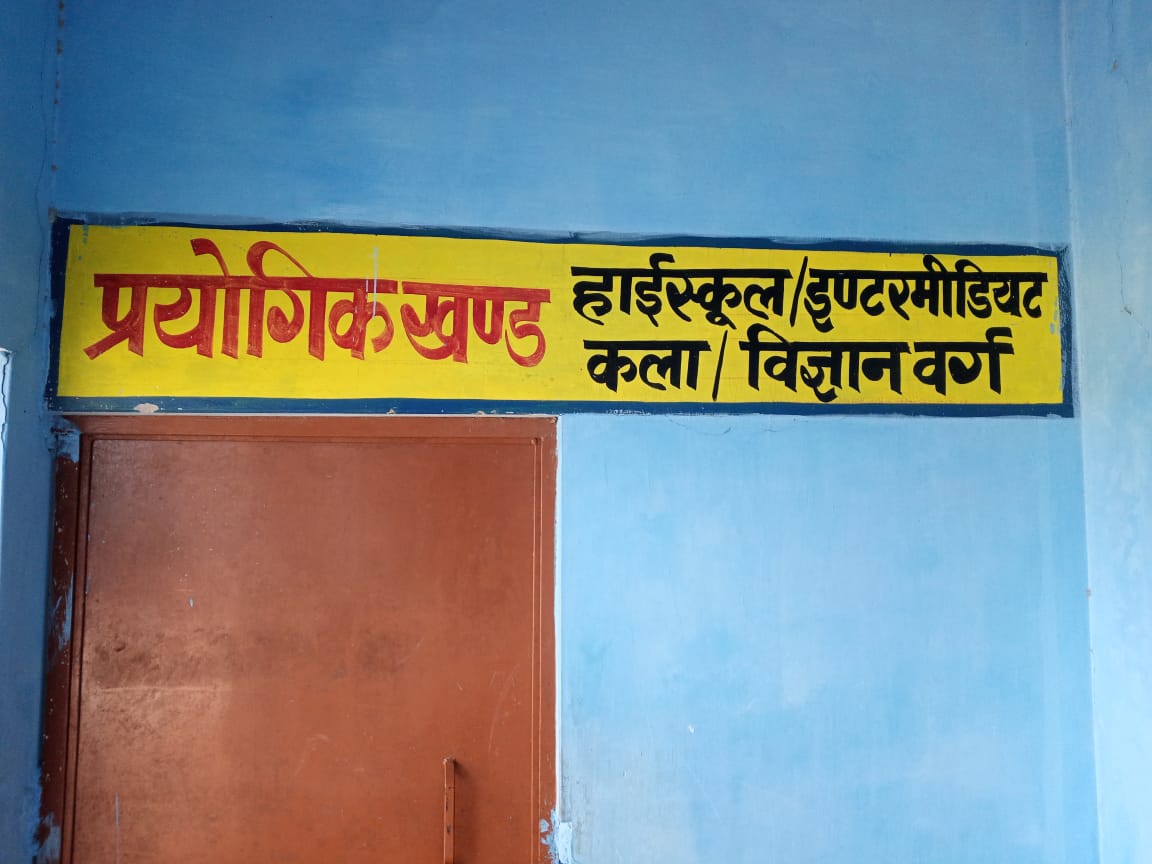 प्रयोगिक खण्ड
हाईस्कूल/इण्टरमीडियट
कला/ विज्ञान वर्ग